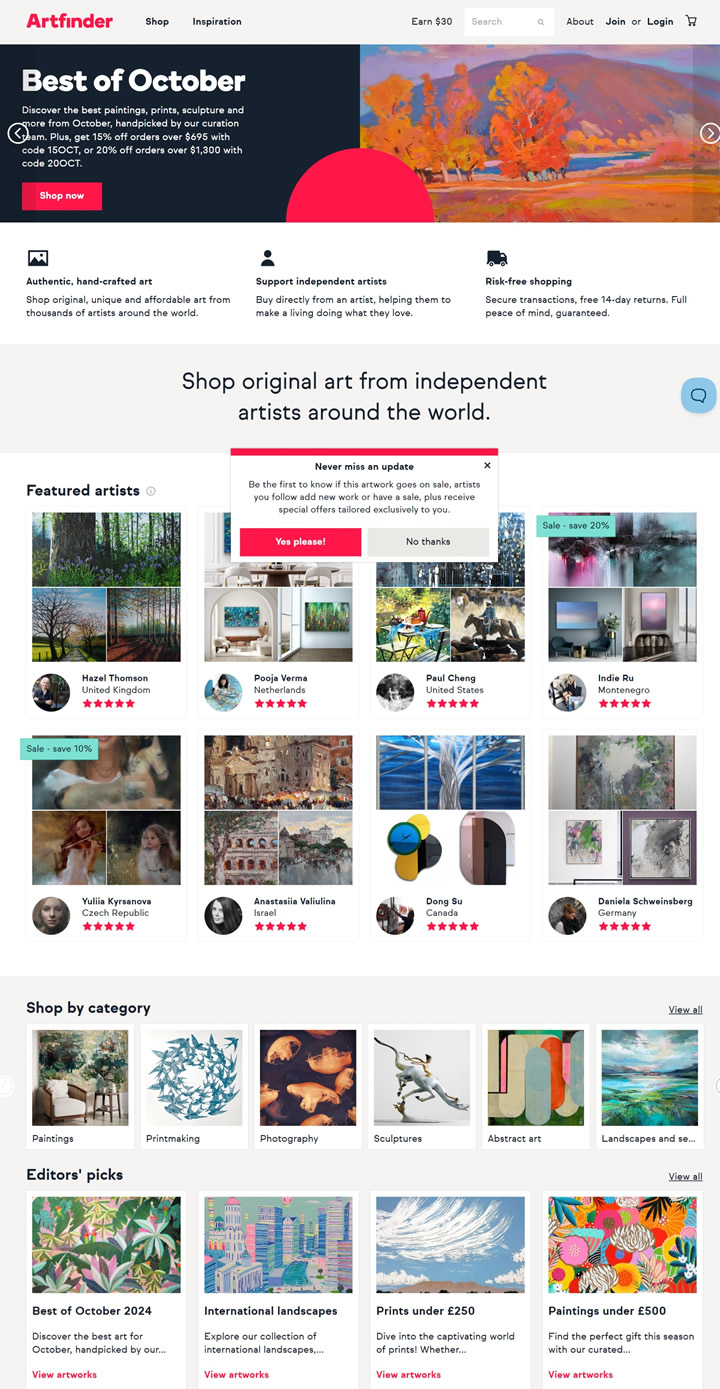 Artfinder
Shop
Inspiration
Earn $30
Search
About
Join or Login
Best of October
Discover the best paintings, prints, sculpture and
more from October, handpicked by our curation
team. Plus, get 15% off orders over $695 with
code 15OCT, or 20% off orders over $1,300 with
code 20OCT.
Shop now
Authentic, hand-crafted art
Shop original, unique and affordable art from
thousands of artists around the world.
Support independent artists
Buy directly from an artist, helping them to
make a living doing what they love.
Risk-free shopping
Secure transactions, free 14-day returns. Full
peace of mind, guaranteed.
Shop original art from independent
artists around the world.
Never miss an update
Be the first to know if this artwork goes on sale, artists
you follow add new work or have a sale, plus receive
special offers tailored exclusively to you.
Yes please!
No thanks
Featured artists
Sale - save 20%
Hazel Thomson
United Kingdom
Pooja Verma
Netherlands
Paul Cheng
United States
Indie Ru
Montenegro
Sale - save 10%
Yuliia Kyrsanova
Czech Republic
Anastasiia Valiulina
Israel
Dong Su
Canada
Daniela Schweinsberg
Germany
Shop by category
View all
Paintings
Printmaking
Photography
Sculptures
Abstract art
Landscapes and se...
Editors' picks
View all
Best of October 2024
Discover the best art for
October, handpicked by our...
View artworks
International landscapes
Explore our collection of
international landscapes,...
View artworks
Prints under £250
Dive into the captivating world
of prints! Whether...
View artworks
Paintings under £500
Find the perfect gift this season
with our curated...
View artworks